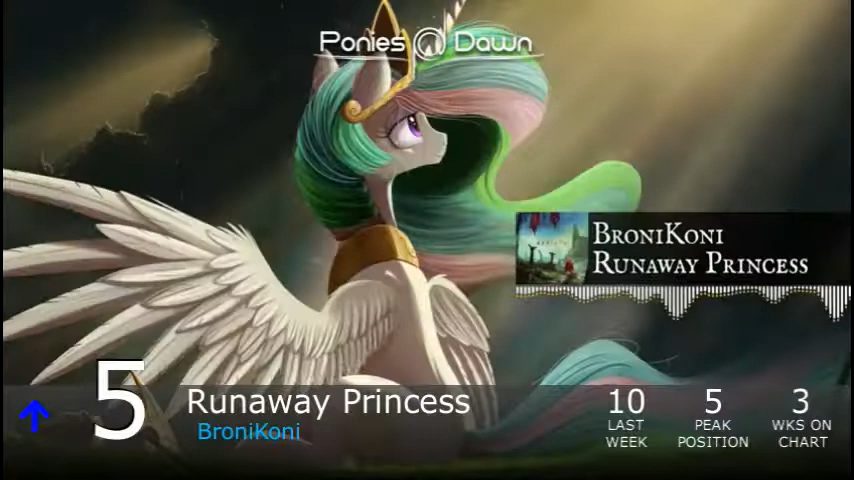 Ponies @ Dawn
BRONIKONI
RUNAWAY PRINCESS
5
Runaway Princess
BroniKoni
10
LAST
WEEK
5
PEAK
POSITION
3
WKS ON
CHART